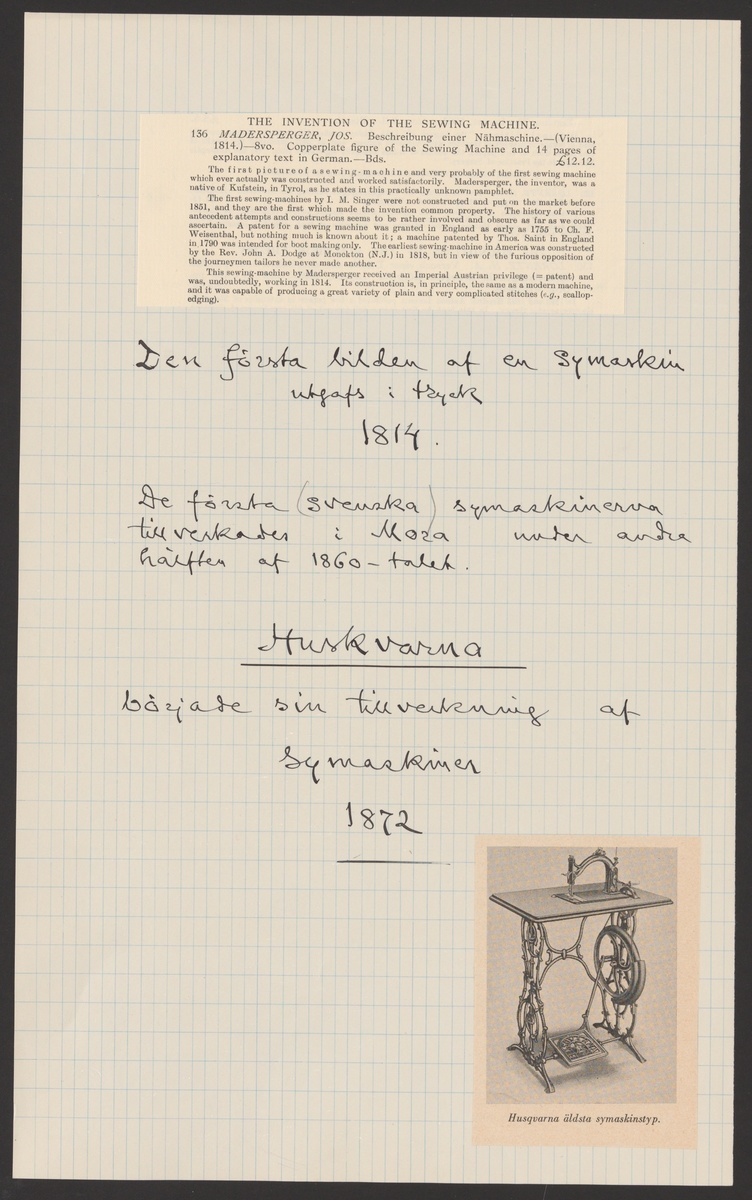 THE INVENTION OF THE SEWING MACHINE.
136 MADERSPERGER, JOS. Beschreibung einer Nähmaschine.—(Vienna,
1814.)—8vo. Copperplate figure of the Sewing Machine and 14 pages of
explanatory text in German.—Bds. £12.12.
The first picture of a sewing-machine and very probably of the first sewing machine
which ever actually was constructed and worked satisfactorily. Madersperger, the inventor, was a
native of Kufstein, in Tyrol, as he states in this practically unknown pamphlet.
The first sewing-machines by I. M. Singer were not constructed and put on the market before
1851, and they are the first which made the invention common property. The history of various
antecedent attempts and constructions seems to be rather involved and obscure as far as we could
ascertain. A patent for a sewing machine was granted in England as early as 1755 to Ch. F.
Weisenthal, but nothing much is known about it; a machine patented by Thos. Saint in England
in 1790 was intended for boot making only. The earliest sewing-machine in America was constructed
by the Rev. John A. Dodge at Monckton (N.J.) in 1818, but in view of the furious opposition of
the journeymen tailors he never made another.
This sewing-machine by Madersperger received an Imperial Austrian privilege (= patent) and
was, undoubtedly, working in 1814. Its construction is, in principle, the same as a modern machine,
and it was capable of producing a great variety of plain and very complicated stitches (e.g., scallop-
edging).
Den första bilden af en symaskin
utgafs i tryck
1814.
De första (svenska) symaskinerna
tillverkades i Mora under andra
hälften af 1860-talet.
Huskvarna
började sin tillverkning af
symaskiner
1872
Husqvarna äldsta symaskinstyp.